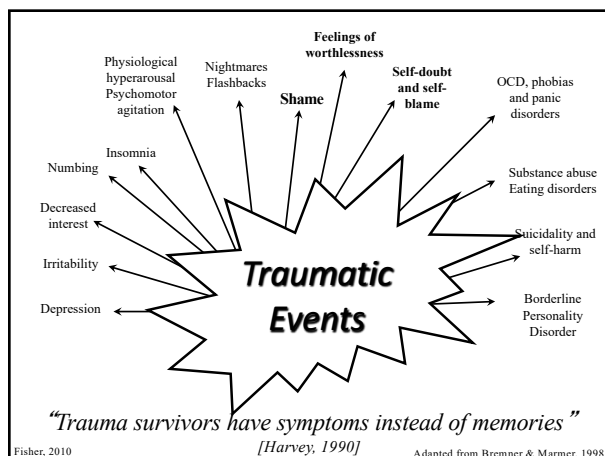 Feelings of
worthlessness
Physiological
hyperarousal
Psychomotor
agitation
Nightmares
Flashbacks
Shame
Self-doubt
and self-
blame
OCD, phobias
and panic
disorders
Insomnia
Numbing
Substance abuse
Eating disorders
Decreased
interest
Suicidality and
self-harm
Irritability
Traumatic
Events
Depression
Borderline
Personality
Disorder
“Trauma survivors have symptoms instead of memories”
[Harvey, 1990]
Fisher, 2010
Adapted from Bremner & Marmer, 1998